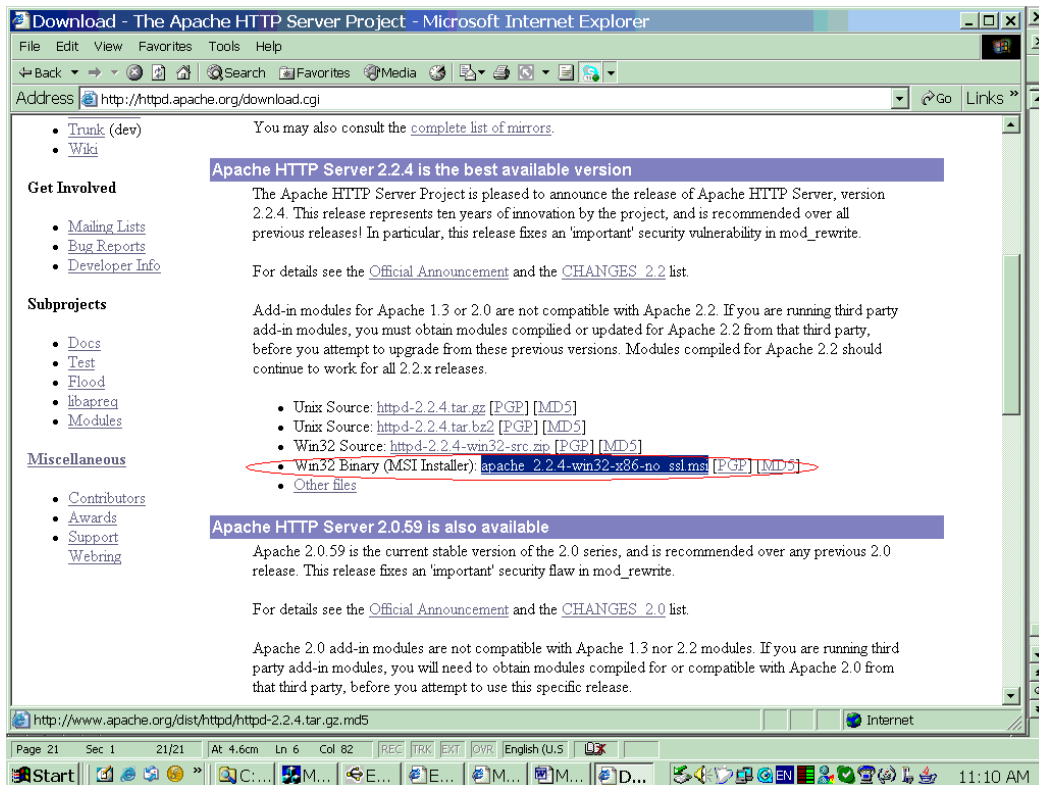 Download - The Apache HTTP Server Project - Microsoft Internet Explorer
File Edit View Favorites Tools Help
Back Search Favorites Media
Address http://httpd.apache.org/download.cgi Go Links »
Trunk (dev)
Wiki
Get Involved
Mailing Lists
Bug Reports
Developer Info
Subprojects
Docs
Test
Flood
libapreq
Modules
Miscellaneous
Contributors
Awards
Support
Webring
You may also consult the complete list of mirrors.
Apache HTTP Server 2.2.4 is the best available version
The Apache HTTP Server Project is pleased to announce the release of Apache HTTP Server, version
2.2.4. This release represents ten years of innovation by the project, and is recommended over all
previous releases! In particular, this release fixes an 'important' security vulnerability in mod_rewrite.
For details see the Official Announcement and the CHANGES_2.2 list.
Add-in modules for Apache 1.3 or 2.0 are not compatible with Apache 2.2. If you are running third party
add-in modules, you must obtain modules compilied or updated for Apache 2.2 from that third party,
before you attempt to upgrade from these previous versions. Modules compiled for Apache 2.2 should
continue to work for all 2.2.x releases.
Unix Source: httpd-2.2.4.tar.gz [PGP] [MD5]
Unix Source: httpd-2.2.4.tar.bz2 [PGP] [MD5]
Win32 Source: httpd-2.2.4-win32-src.zip [PGP] [MD5]
Win32 Binary (MSI Installer): apache_2.2.4-win32-x86-no_ssl.msi [PGP] [MD5]
Other files
Apache HTTP Server 2.0.59 is also available
Apache 2.0.59 is the current stable version of the 2.0 series, and is recommended over any previous 2.0
release. This release fixes an 'important' security flaw in mod_rewrite.
For details see the Official Announcement and the CHANGES_2.0 list.
Apache 2.0 add-in modules are not compatible with Apache 1.3 nor 2.2 modules. If you are running third
party add-in modules, you will need to obtain modules compiled for or compatible with Apache 2.0 from
that third party, before you attempt to use this specific release.
http://www.apache.org/dist/httpd/httpd-2.2.4.tar.gz.md5 Internet
Page 21 Sec 1 21/21 At 4.6cm Ln 6 Col 82 REC TRK EXT OVR English (U.S
Start » C:... M... E... E... M... M... D... EN 11:10 AM